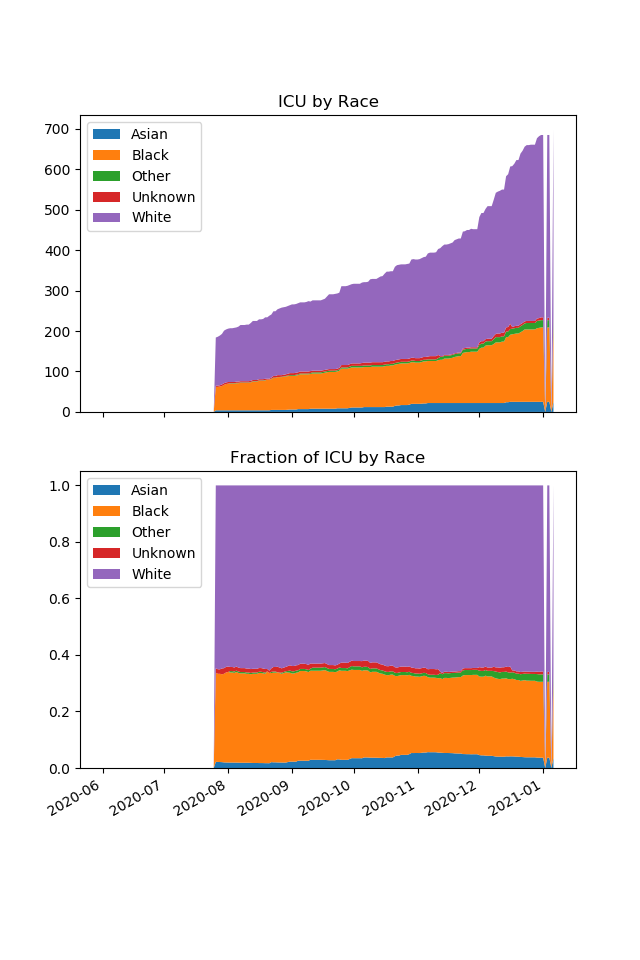 ICU by Race
700
600
500
400
300
200
100
0
Asian
Black
Other
Unknown
White
Fraction of ICU by Race
1.0
0.8
0.6
0.4
0.2
0.0
Asian
Black
Other
Unknown
White
2020-06
2020-07
2020-08
2020-09
2020-10
2020-11
2020-12
2021-01